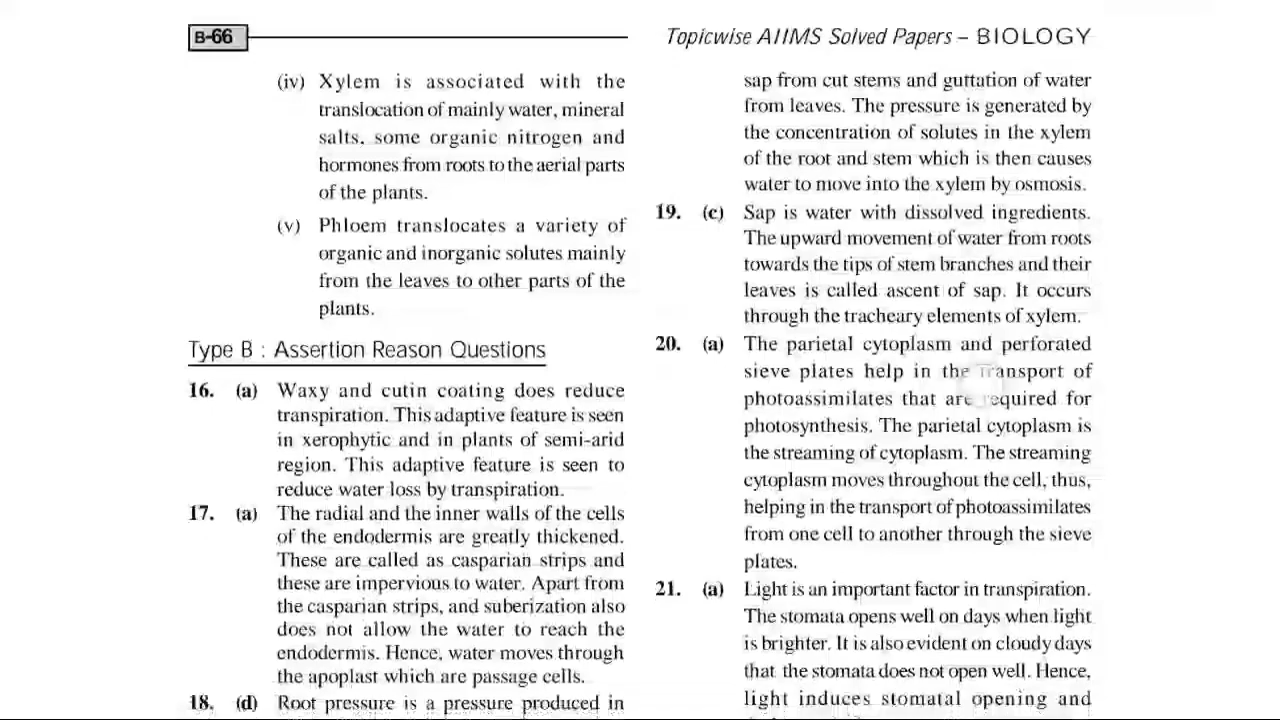 B-66
Topicwise AIIMS Solved Papers – BIOLOGY
(iv) Xylem is associated with the
translocation of mainly water, mineral
salts, some organic nitrogen and
hormones from roots to the aerial parts
of the plants.
(v) Phloem translocates a variety of
organic and inorganic solutes mainly
from the leaves to other parts of the
plants.
Type B : Assertion Reason Questions
16. (a) Waxy and cutin coating does reduce
transpiration. This adaptive feature is seen
in xerophytic and in plants of semi-arid
region. This adaptive feature is seen to
reduce water loss by transpiration.
17. (a) The radial and the inner walls of the cells
of the endodermis are greatly thickened.
These are called as casparian strips and
these are impervious to water. Apart from
the casparian strips, and suberization also
does not allow the water to reach the
endodermis. Hence, water moves through
the apoplast which are passage cells.
18. (d) Root pressure is a pressure produced in
sap from cut stems and guttation of water
from leaves. The pressure is generated by
the concentration of solutes in the xylem
of the root and stem which is then causes
water to move into the xylem by osmosis.
19. (c) Sap is water with dissolved ingredients.
The upward movement of water from roots
towards the tips of stem branches and their
leaves is called ascent of sap. It occurs
through the tracheary elements of xylem.
20. (a) The parietal cytoplasm and perforated
sieve plates help in the transport of
photoassimilates that are required for
photosynthesis. The parietal cytoplasm is
the streaming of cytoplasm. The streaming
cytoplasm moves throughout the cell, thus,
helping in the transport of photoassimilates
from one cell to another through the sieve
plates.
21. (a) Light is an important factor in transpiration.
The stomata opens well on days when light
is brighter. It is also evident on cloudy days
that the stomata does not open well. Hence,
light induces stomatal opening and